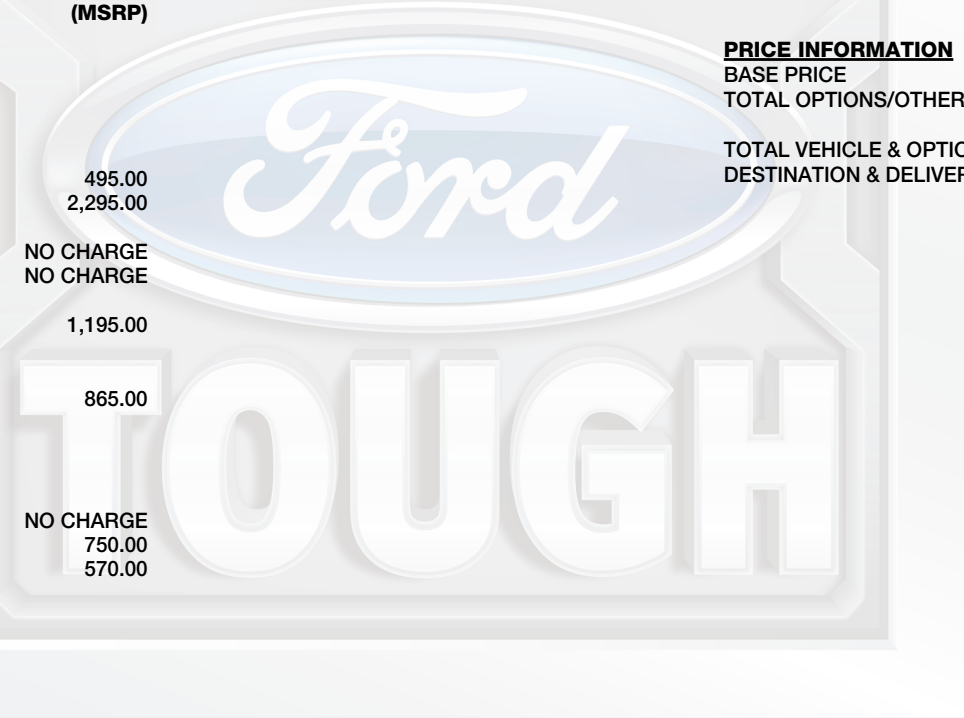 (MSRP)
495.00
2,295.00
NO CHARGE
NO CHARGE
1,195.00
865.00
NO CHARGE
750.00
570.00
PRICE INFORMATION
BASE PRICE
TOTAL OPTIONS/OTHER
TOTAL VEHICLE & OPTIO
DESTINATION & DELIVER
Ford
TOUGH